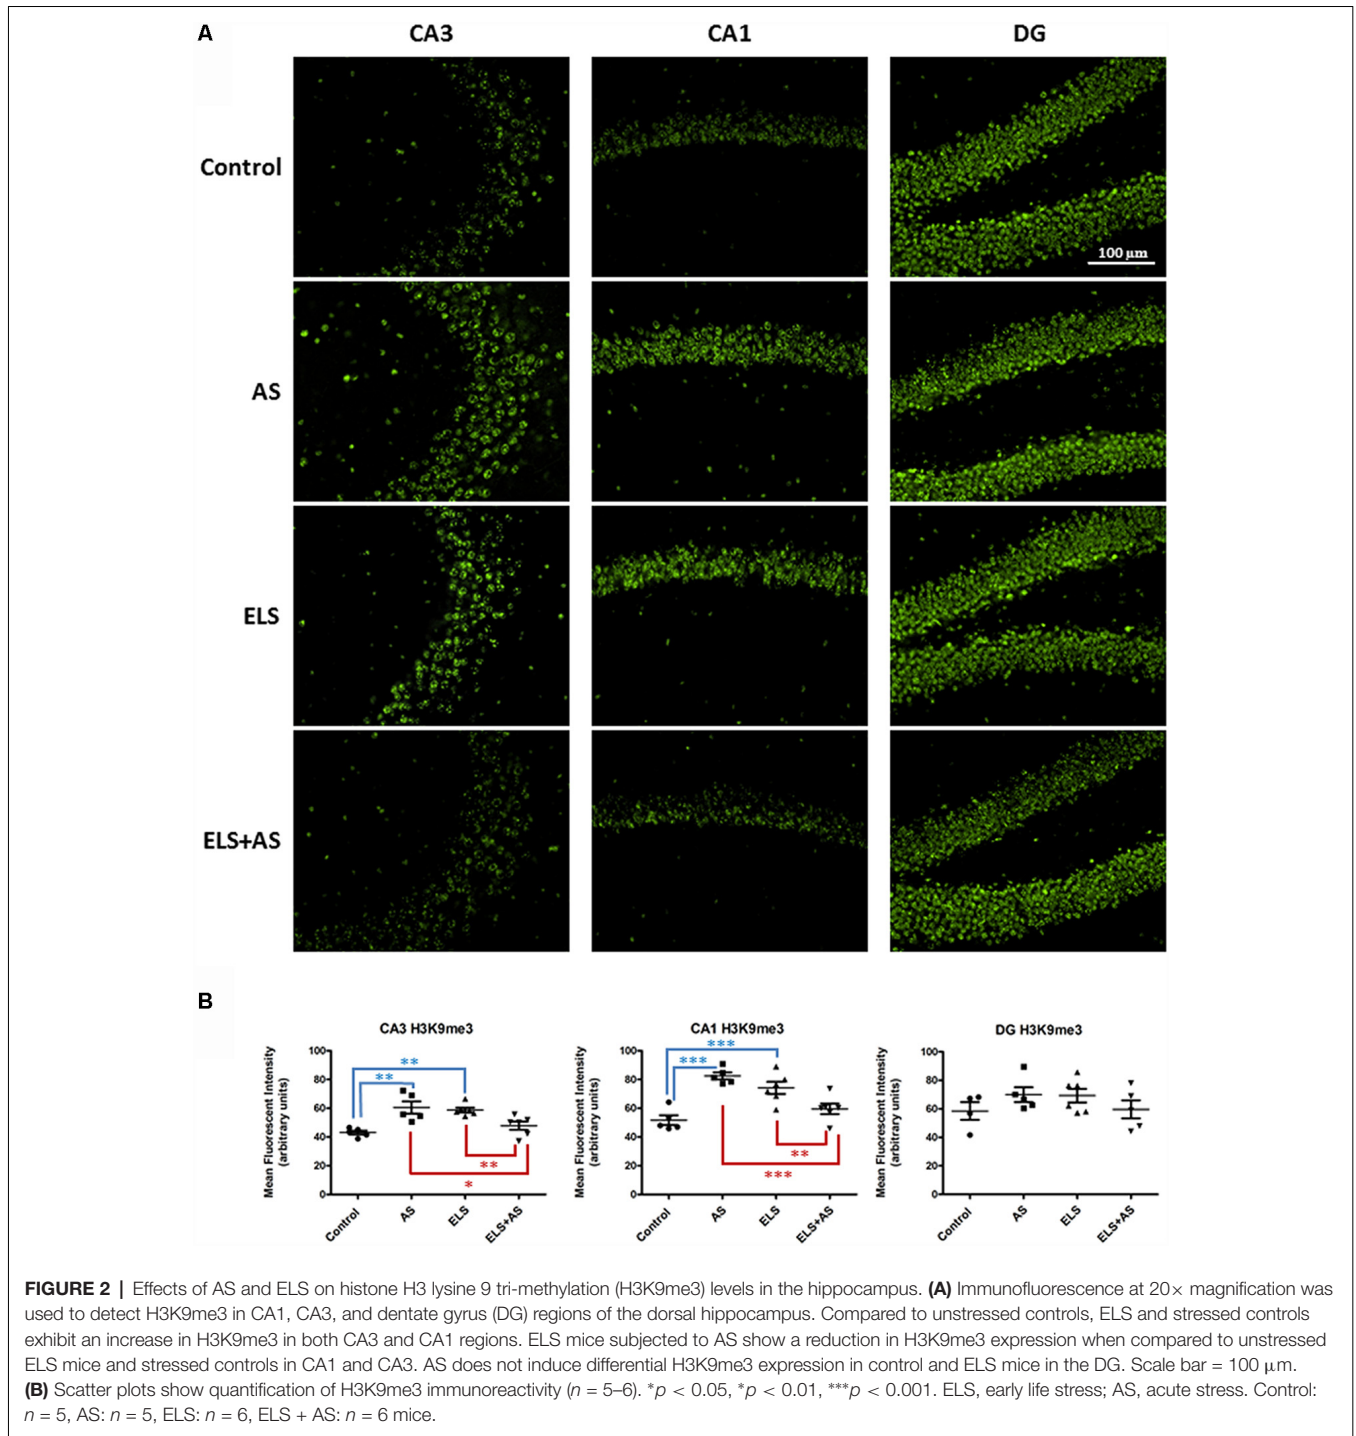 A
CA3 CA1 DG
Control
100 µm
AS
ELS
ELS+AS
B
CA3 H3K9me3
Mean Fluorescent Intensity
(arbitrary units)
100
80
60
40
20
0
**
**
**
*
Control AS ELS ELS+AS
CA1 H3K9me3
Mean Fluorescent Intensity
(arbitrary units)
100
80
60
40
20
0
***
***
**
***
Control AS ELS ELS+AS
DG H3K9me3
Mean Fluorescent Intensity
(arbitrary units)
100
80
60
40
20
0
Control AS ELS ELS+AS
FIGURE 2 | Effects of AS and ELS on histone H3 lysine 9 tri-methylation (H3K9me3) levels in the hippocampus. (A) Immunofluorescence at 20× magnification was
used to detect H3K9me3 in CA1, CA3, and dentate gyrus (DG) regions of the dorsal hippocampus. Compared to unstressed controls, ELS and stressed controls
exhibit an increase in H3K9me3 in both CA3 and CA1 regions. ELS mice subjected to AS show a reduction in H3K9me3 expression when compared to unstressed
ELS mice and stressed controls in CA1 and CA3. AS does not induce differential H3K9me3 expression in control and ELS mice in the DG. Scale bar = 100 µm.
(B) Scatter plots show quantification of H3K9me3 immunoreactivity (n = 5–6). *p < 0.05, *p < 0.01, ***p < 0.001. ELS, early life stress; AS, acute stress. Control:
n = 5, AS: n = 5, ELS: n = 6, ELS + AS: n = 6 mice.